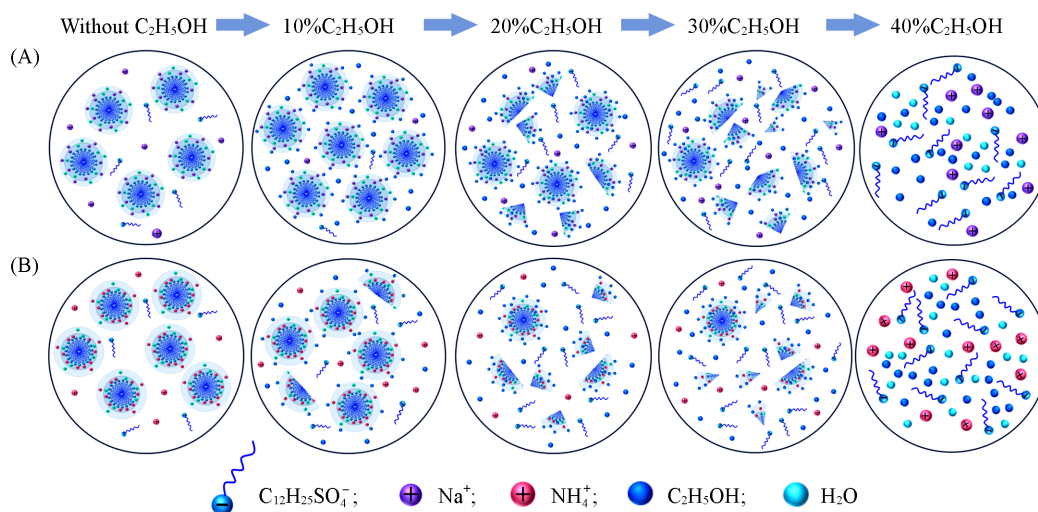 Without C₂H₅OH 10%C₂H₅OH 20%C₂H₅OH 30%C₂H₅OH 40%C₂H₅OH
(A)
(B)
C₁₂H₂₅SO₄⁻; Na⁺; NH₄⁺; C₂H₅OH; H₂O